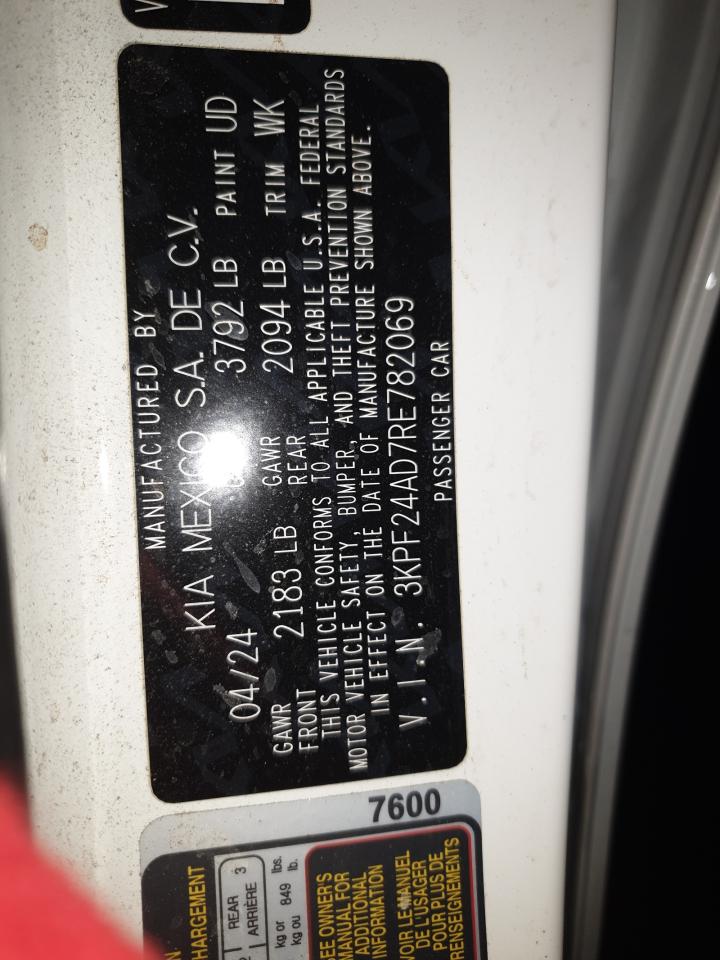 MANUFACTURED BY
KIA MEXICO S.A. DE C.V.
04/24 3792 LB PAINT UD
GAWR FRONT 2183 LB GAWR REAR 2094 LB TRIM WK
THIS VEHICLE CONFORMS TO ALL APPLICABLE U.S.A. FEDERAL
MOTOR VEHICLE SAFETY, BUMPER, AND THEFT PREVENTION STANDARDS
IN EFFECT ON THE DATE OF MANUFACTURE SHOWN ABOVE.
V.I.N. 3KPF24AD7RE782069
PASSENGER CAR
7600
REAR 3
ARRIÈRE
kg or lbs.
kg ou 849 lb.
SEE OWNER'S
MANUAL FOR
ADDITIONAL
INFORMATION
VOIR LE MANUEL
DE L'USAGER
POUR PLUS DE
RENSEIGNEMENTS